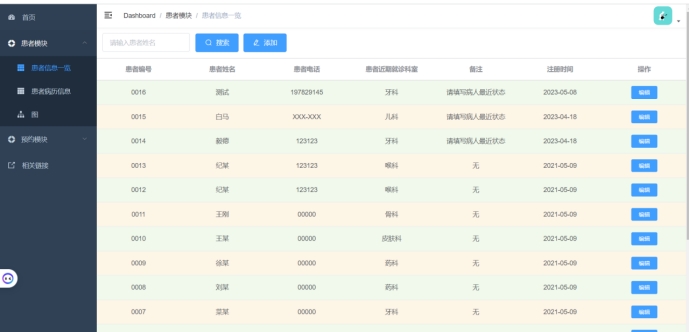 首页
Dashboard / 患者模块 / 患者信息一览
患者模块
患者信息一览
患者病历信息
图
预约模块
相关链接
请输入患者姓名 搜索 添加
患者编号 患者姓名 患者电话 患者近期就诊科室 备注 注册时间 操作
0016 测试 197829145 牙科 请填写病人最近状态 2023-05-08 编辑
0015 白马 XXX-XXX 儿科 请填写病人最近状态 2023-04-18 编辑
0014 毅德 123123 牙科 请填写病人最近状态 2023-04-18 编辑
0013 纪某 123123 喉科 无 2021-05-09 编辑
0012 纪某 123123 喉科 无 2021-05-09 编辑
0011 王刚 00000 骨科 无 2021-05-09 编辑
0010 王某 00000 皮肤科 无 2021-05-09 编辑
0009 徐某 00000 药科 无 2021-05-09 编辑
0008 刘某 00000 药科 无 2021-05-09 编辑
0007 00000 牙科 无 2021-05-09 编辑